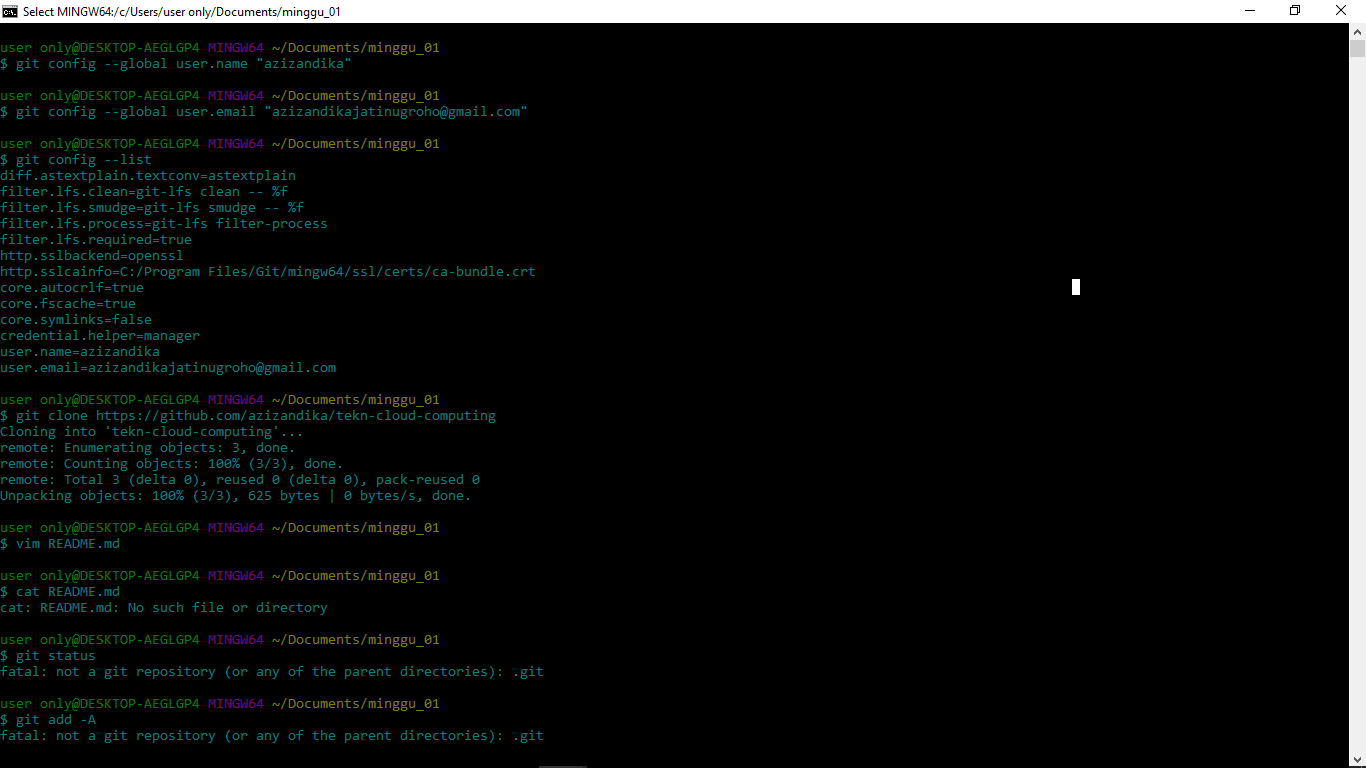 Select MINGW64:/c/Users/user only/Documents/minggu_01
user only@DESKTOP-AEGLGP4 MINGW64 ~/Documents/minggu_01
$ git config --global user.name "azizandika"
user only@DESKTOP-AEGLGP4 MINGW64 ~/Documents/minggu_01
$ git config --global user.email "azizandikajatinugroho@gmail.com"
user only@DESKTOP-AEGLGP4 MINGW64 ~/Documents/minggu_01
$ git config --list
diff.astextplain.textconv=astextplain
filter.lfs.clean=git-lfs clean -- %f
filter.lfs.smudge=git-lfs smudge -- %f
filter.lfs.process=git-lfs filter-process
filter.lfs.required=true
http.sslbackend=openssl
http.sslcainfo=C:/Program Files/Git/mingw64/ssl/certs/ca-bundle.crt
core.autocrlf=true
core.fscache=true
core.symlinks=false
credential.helper=manager
user.name=azizandika
user.email=azizandikajatinugroho@gmail.com
user only@DESKTOP-AEGLGP4 MINGW64 ~/Documents/minggu_01
$ git clone https://github.com/azizandika/tekn-cloud-computing
Cloning into 'tekn-cloud-computing'...
remote: Enumerating objects: 3, done.
remote: Counting objects: 100% (3/3), done.
remote: Total 3 (delta 0), reused 0 (delta 0), pack-reused 0
Unpacking objects: 100% (3/3), 625 bytes | 0 bytes/s, done.
user only@DESKTOP-AEGLGP4 MINGW64 ~/Documents/minggu_01
$ vim README.md
user only@DESKTOP-AEGLGP4 MINGW64 ~/Documents/minggu_01
$ cat README.md
cat: README.md: No such file or directory
user only@DESKTOP-AEGLGP4 MINGW64 ~/Documents/minggu_01
$ git status
fatal: not a git repository (or any of the parent directories): .git
user only@DESKTOP-AEGLGP4 MINGW64 ~/Documents/minggu_01
$ git add -A
fatal: not a git repository (or any of the parent directories): .git